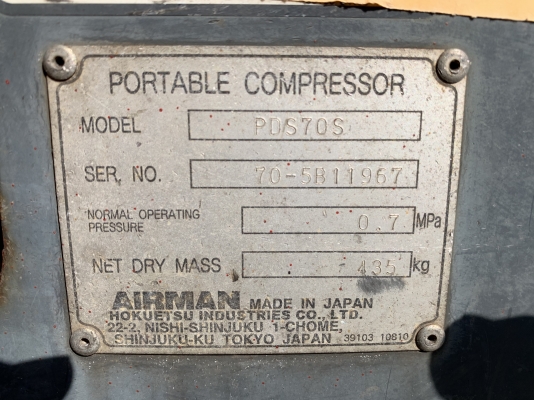 PORTABLE COMPRESSOR
MODEL PDS70S
SER. NO. 70-5B11967
NORMAL OPERATING
PRESSURE 0.7 MPa
NET DRY MASS 435 kg
AIRMAN MADE IN JAPAN
HOKUETSU INDUSTRIES CO., LTD.
22-2, NISHI-SHINJUKU 1-CHOME,
SHINJUKU-KU TOKYO JAPAN 39103 10810